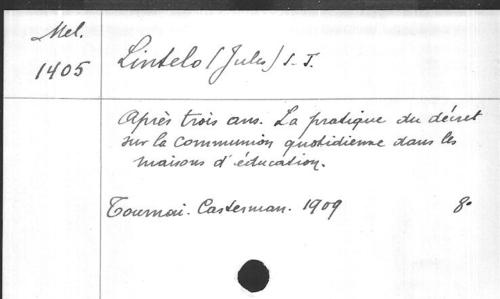 Mel.
1405
Lintelo (Jules) S. J.
Après trois ans. La pratique du décret
sur la communion quotidienne dans les
maisons d'éducation.
Tournai. Casterman. 1909 8°